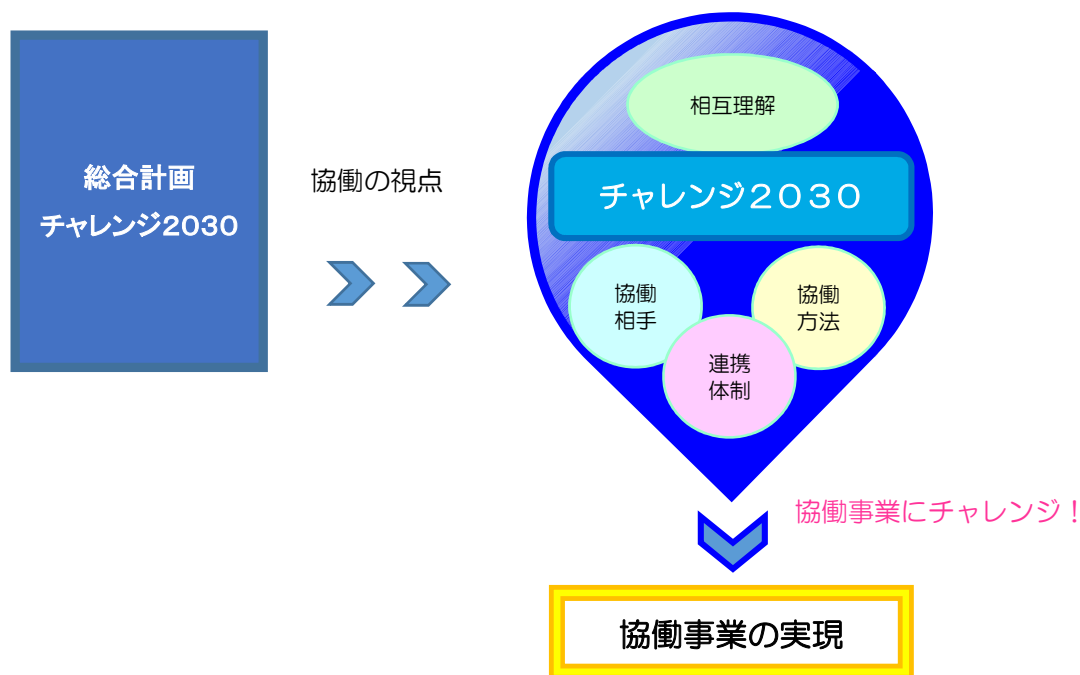 総合計画
チャレンジ2030
協働の視点
相互理解
チャレンジ２０３０
協働
相手
協働
方法
連携
体制
協働事業にチャレンジ！
協働事業の実現